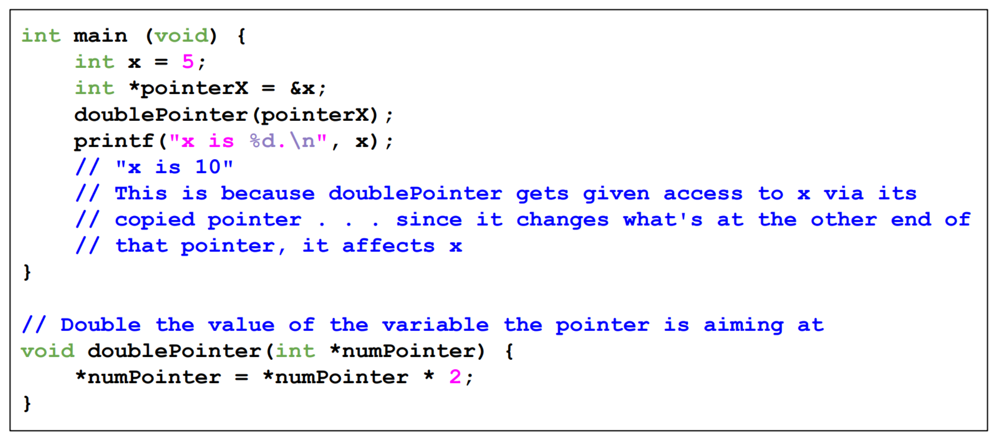 int main (void) {
    int x = 5;
    int *pointerX = &x;
    doublePointer(pointerX);
    printf("x is %d.\n", x);
    // "x is 10"
    // This is because doublePointer gets given access to x via its
    // copied pointer . . . since it changes what's at the other end of
    // that pointer, it affects x
}

// Double the value of the variable the pointer is aiming at
void doublePointer(int *numPointer) {
    *numPointer = *numPointer * 2;
}